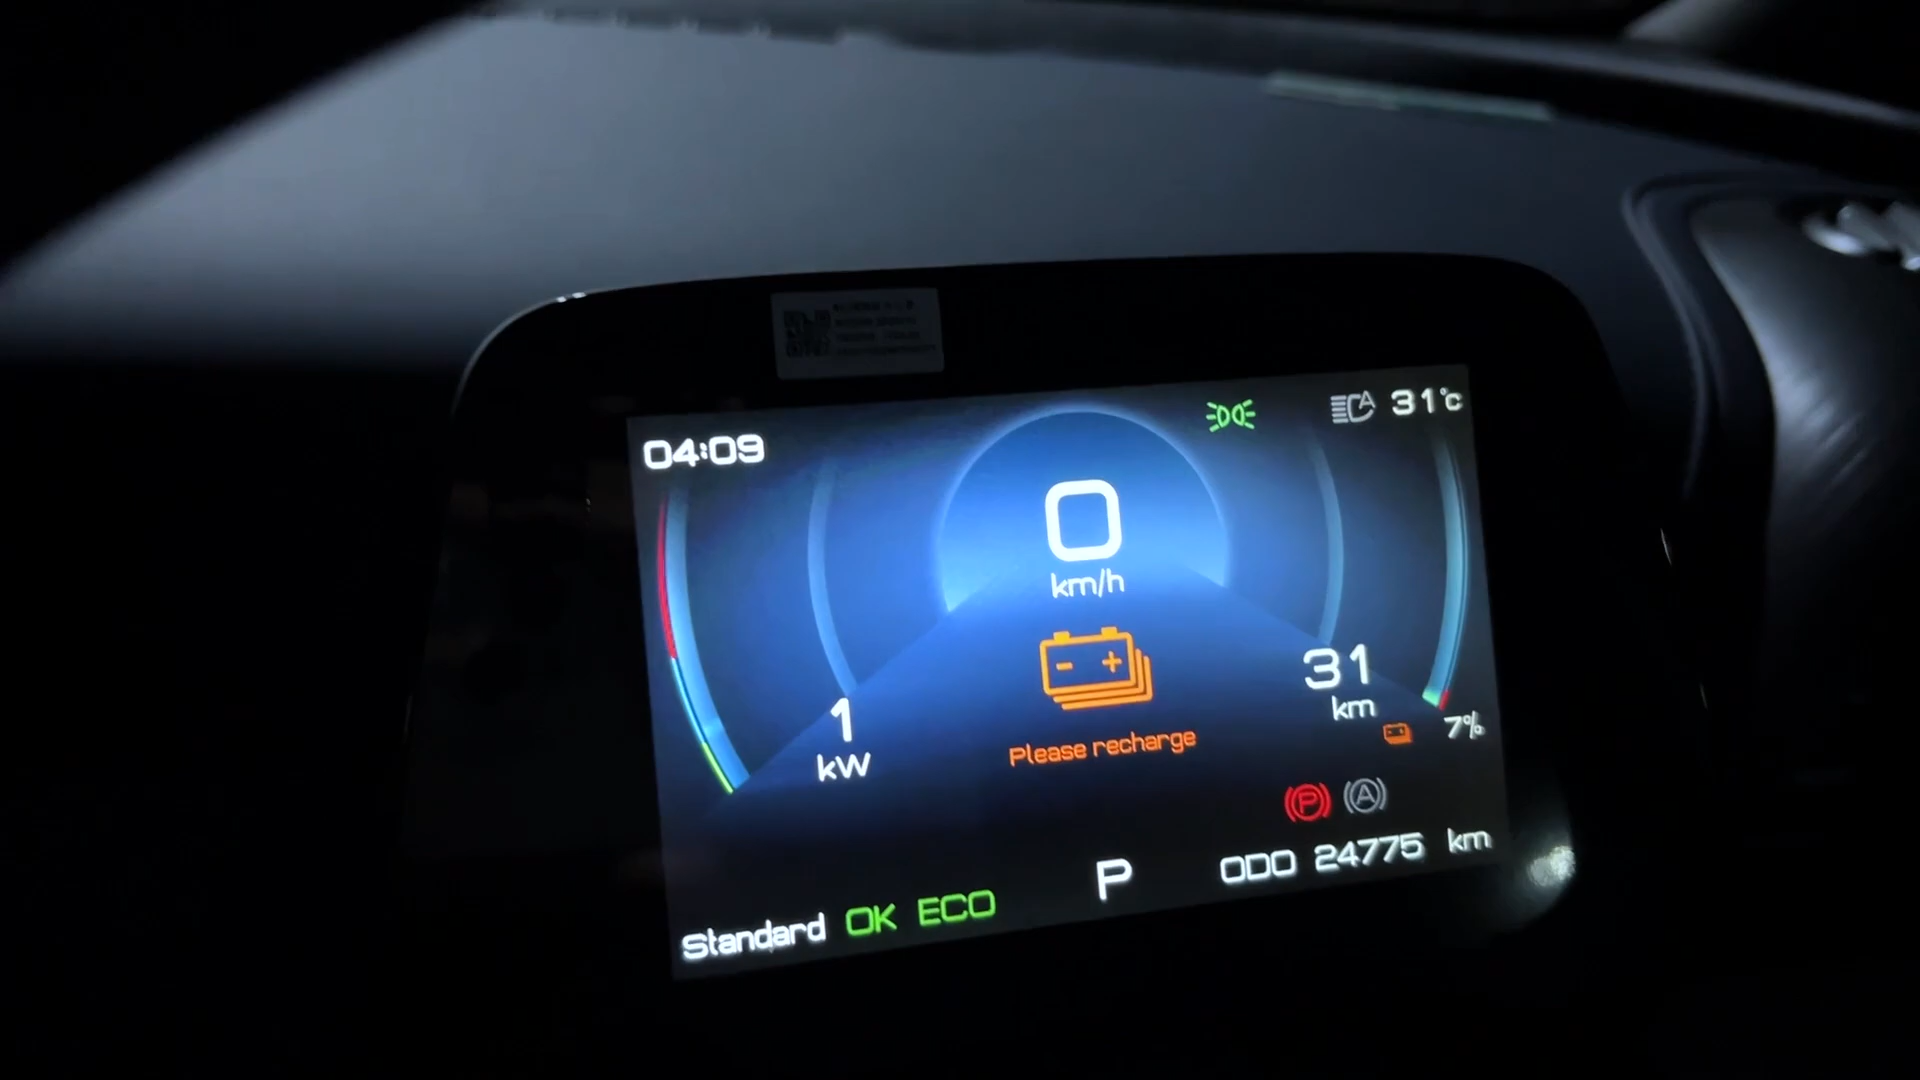 04:09
31°C
0
km/h
31
km
1
kW
Please recharge
7%
P A
ODO 24775 km
P
Standard OK ECO